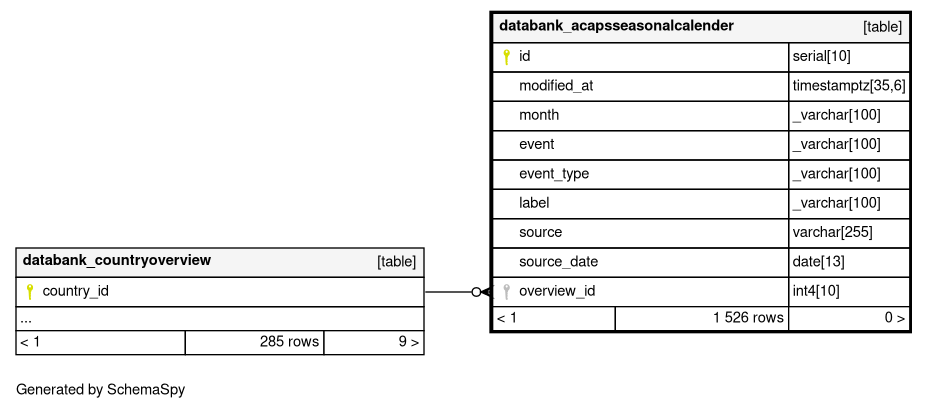 databank_acapsseasonalcalender [table]
id serial[10]
modified_at timestamptz[35,6]
month _varchar[100]
event _varchar[100]
event_type _varchar[100]
label _varchar[100]
source varchar[255]
source_date date[13]
overview_id int4[10]
< 1 1 526 rows 0 >
databank_countryoverview [table]
country_id
...
< 1 285 rows 9 >
Generated by SchemaSpy